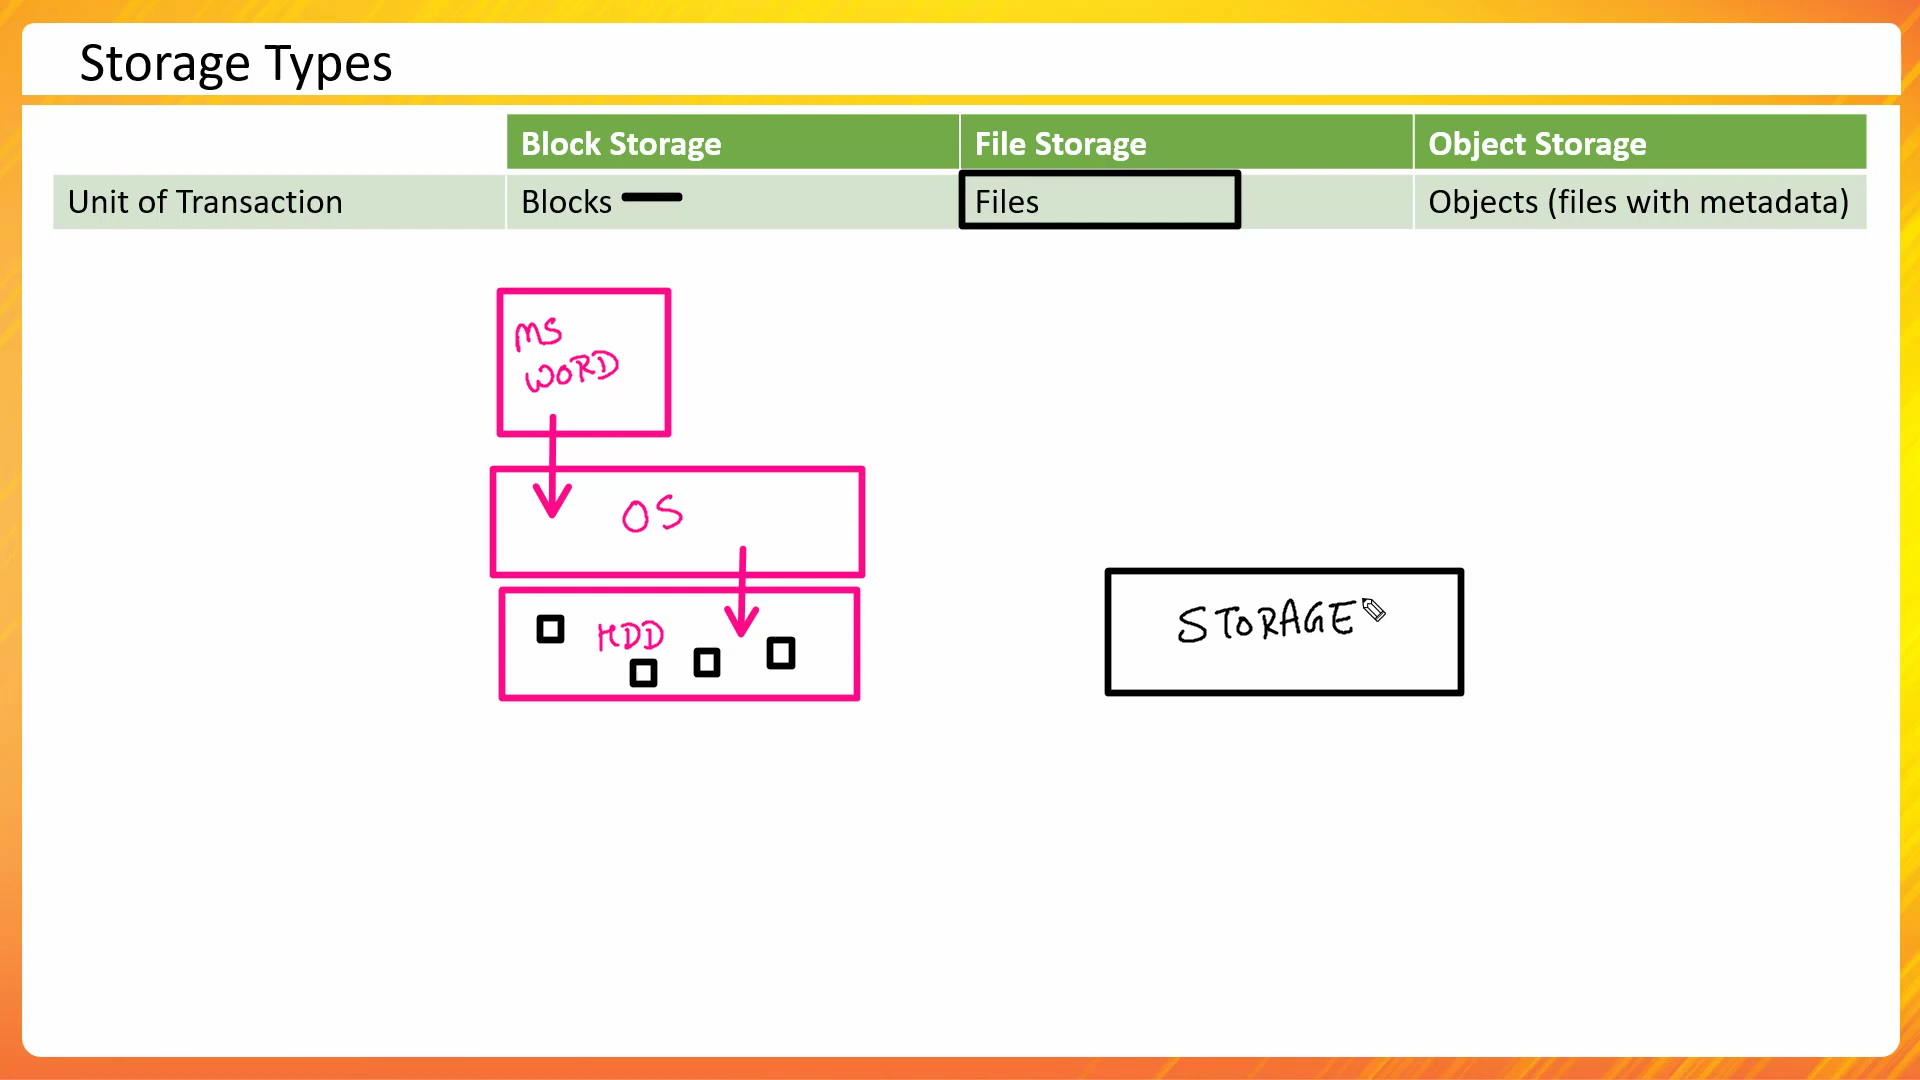 Storage Types
Block Storage File Storage Object Storage
Unit of Transaction Blocks Files Objects (files with metadata)
MS
WORD
OS
HDD
STORAGE